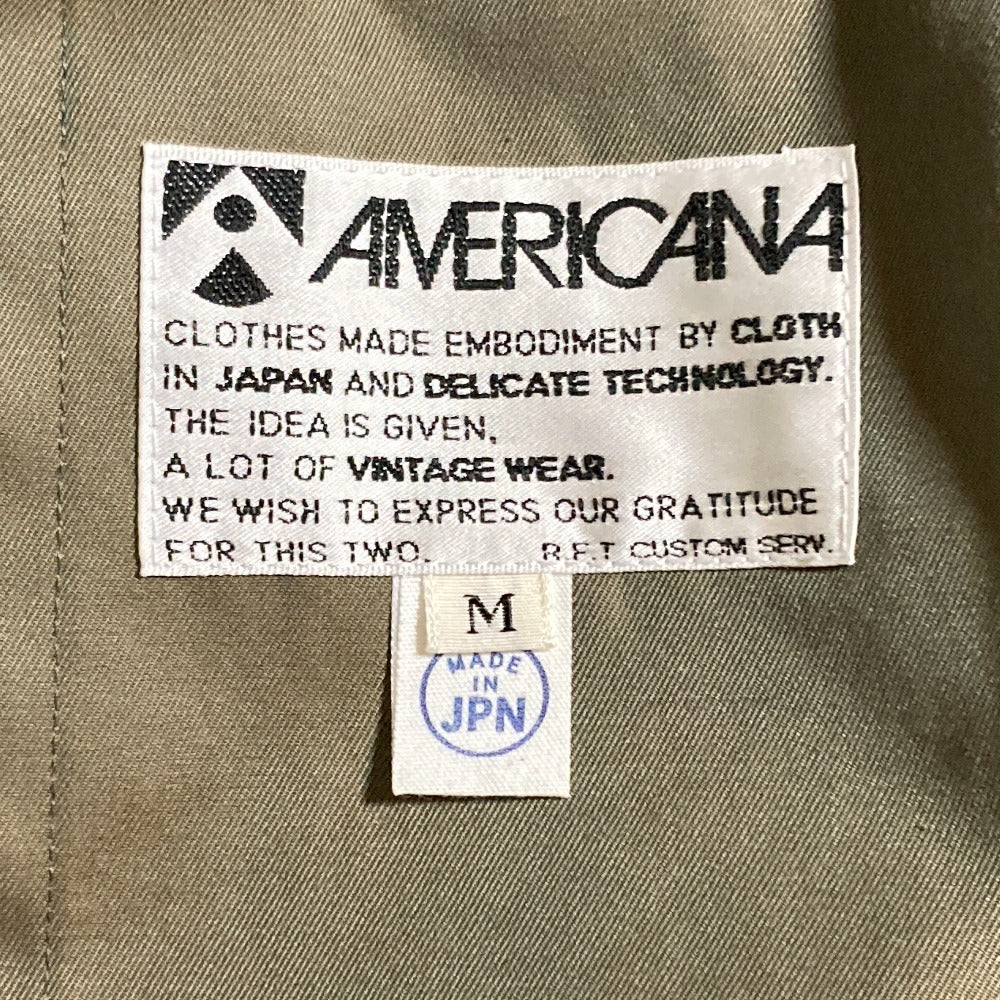 AMERICANA
CLOTHES MADE EMBODIMENT BY CLOTH
IN JAPAN AND DELICATE TECHNOLOGY.
THE IDEA IS GIVEN,
A LOT OF VINTAGE WEAR.
WE WISH TO EXPRESS OUR GRATITUDE
FOR THIS TWO. R.F.T CUSTOM SERV.
M
MADE
IN
JPN